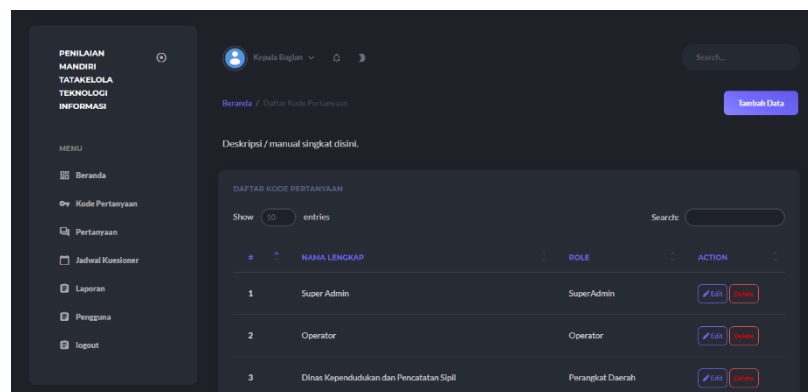 PENILAIAN
MANDIRI
TATAKELOLA
TEKNOLOGI
INFORMASI
MENU
Beranda
Kode Pertanyaan
Pertanyaan
Jadwal Kuesioner
Laporan
Pengguna
logout
Kepala Bagian
Search...
Beranda / Daftar Kode Pertanyaan
Tambah Data
Deskripsi / manual singkat disini.
DAFTAR KODE PERTANYAAN
Show 10 entries Search:
# NAMA LENGKAP ROLE ACTION
1 Super Admin SuperAdmin Edit Delete
2 Operator Operator Edit Delete
3 Dinas Kependudukan dan Pencatatan Sipil Perangkat Daerah Edit Delete